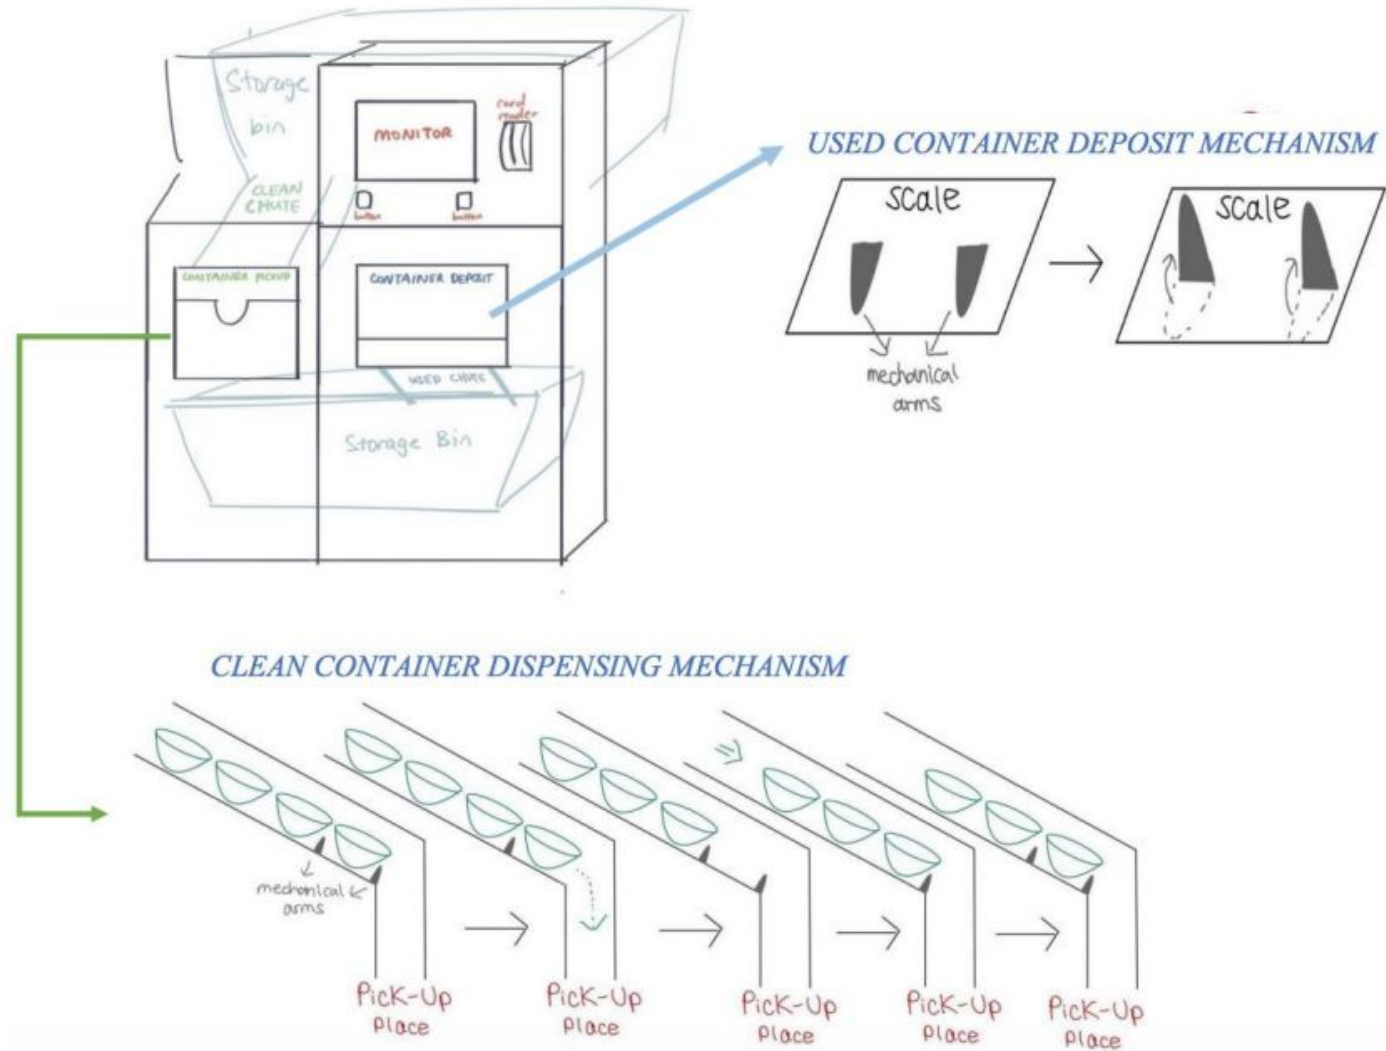 Storage
bin
MONITOR
card
reader
button
button
CLEAN
CHUTE
CONTAINER PICKUP
CONTAINER DEPOSIT
USED CHUTE
Storage Bin
USED CONTAINER DEPOSIT MECHANISM
scale
scale
mechanical
arms
CLEAN CONTAINER DISPENSING MECHANISM
mechanical
arms
Pick-Up
Place
Pick-Up
Place
Pick-Up
Place
Pick-Up
Place
Pick-Up
Place